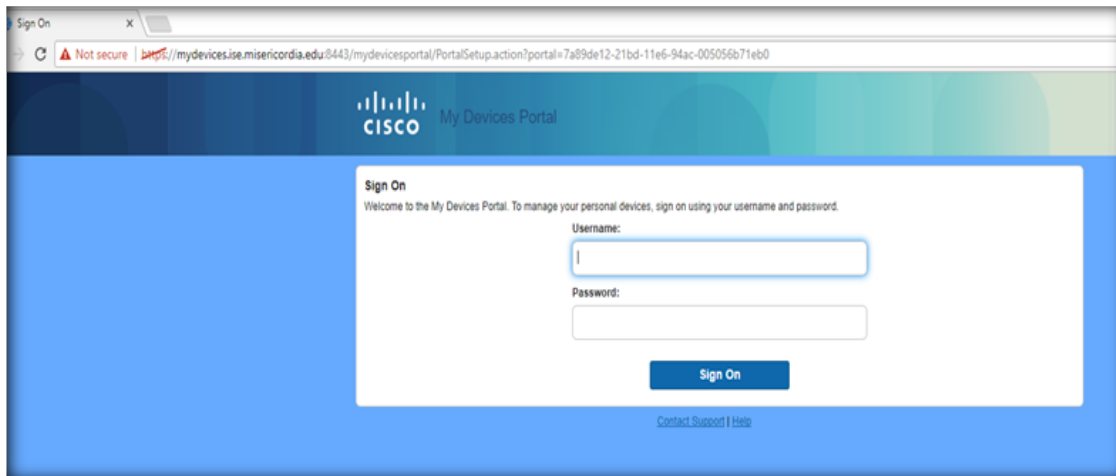 Sign On
Not secure | https://mydevices.ise.misericordia.edu:8443/mydevicesportal/PortalSetup.action?portal=7a89de12-21bd-11e6-94ac-005056b71eb0
CISCO My Devices Portal
Sign On
Welcome to the My Devices Portal. To manage your personal devices, sign on using your username and password.
Username:
Password:
Sign On
Contact Support | Help